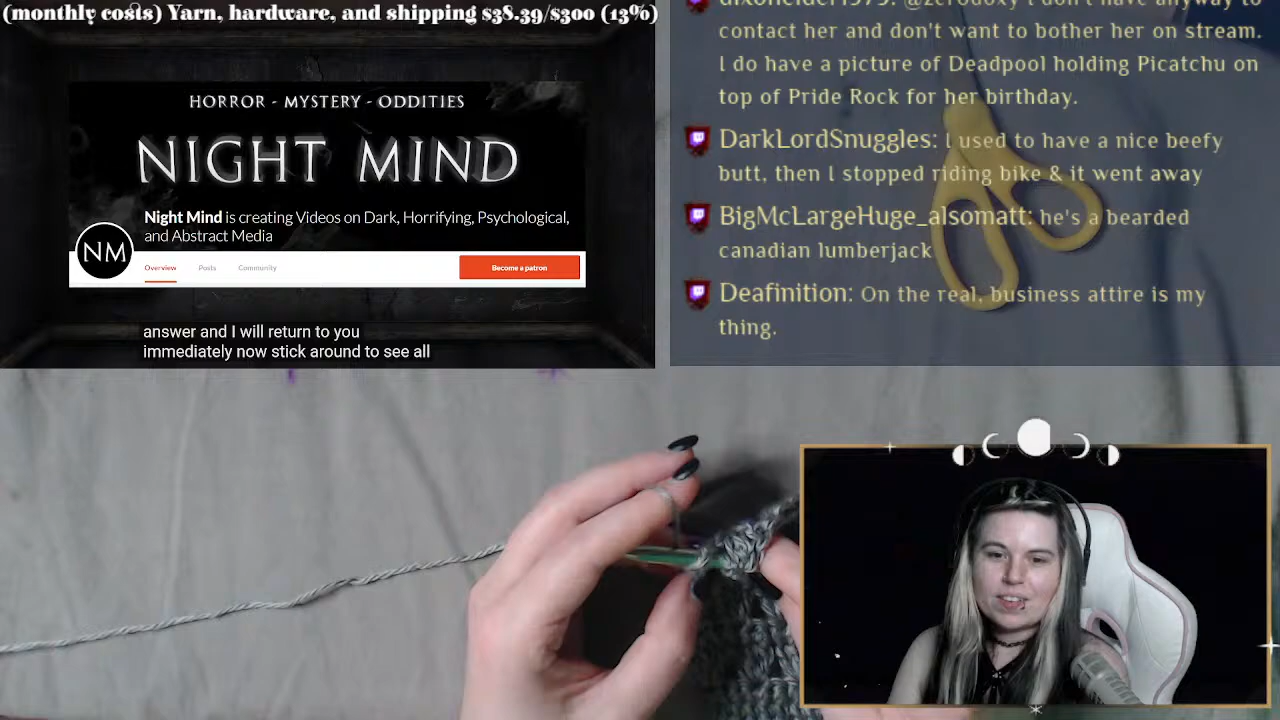 (monthly costs) Yarn, hardware, and shipping $38.39/$300 (13%)
HORROR - MYSTERY - ODDITIES
NIGHT MIND
Night Mind is creating Videos on Dark, Horrifying, Psychological,
and Abstract Media
NM
Overview Posts Community Become a patron
answer and I will return to you
immediately now stick around to see all
I don't have anyway to
contact her and don't want to bother her on stream.
I do have a picture of Deadpool holding Picatchu on
top of Pride Rock for her birthday.
DarkLordSnuggles: I used to have a nice beefy
butt, then I stopped riding bike & it went away
BigMcLargeHuge_alsomatt: he's a bearded
canadian lumberjack
Deafinition: On the real, business attire is my
thing.